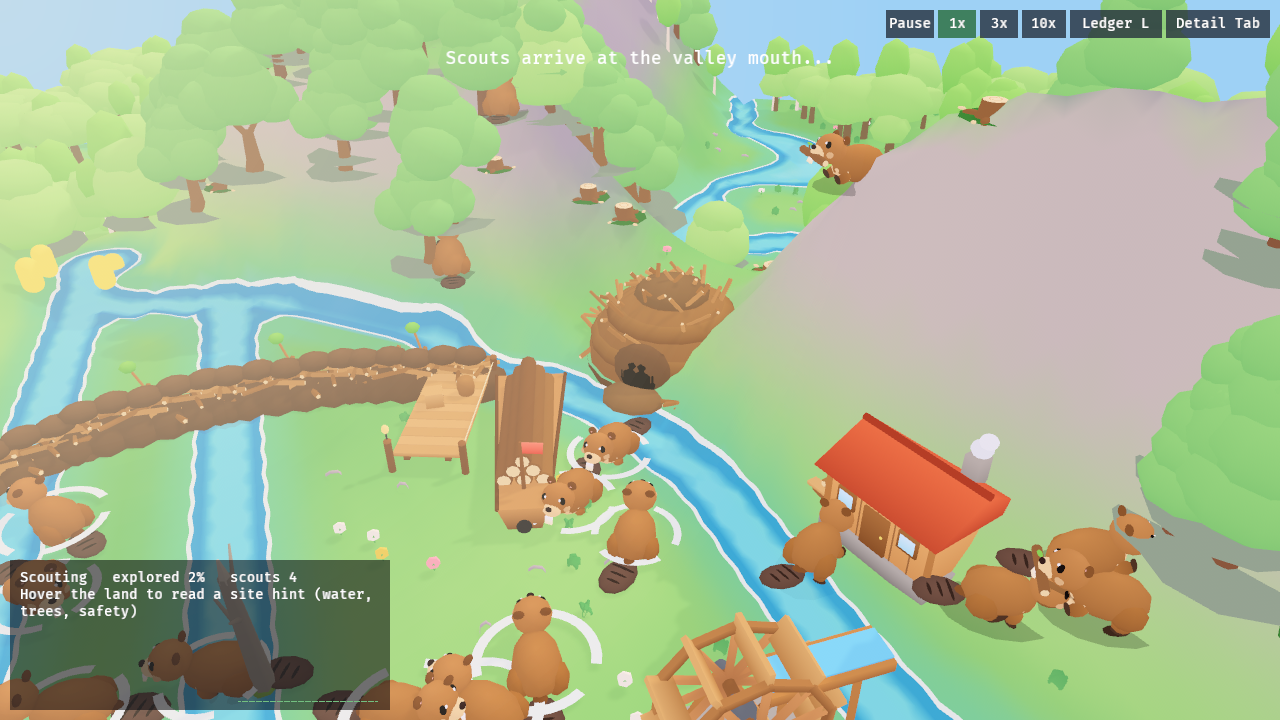 Pause 1x 3x 10x Ledger L Detail Tab
Scouts arrive at the valley mouth...
Scouting explored 2% scouts 4
Hover the land to read a site hint (water,
trees, safety)